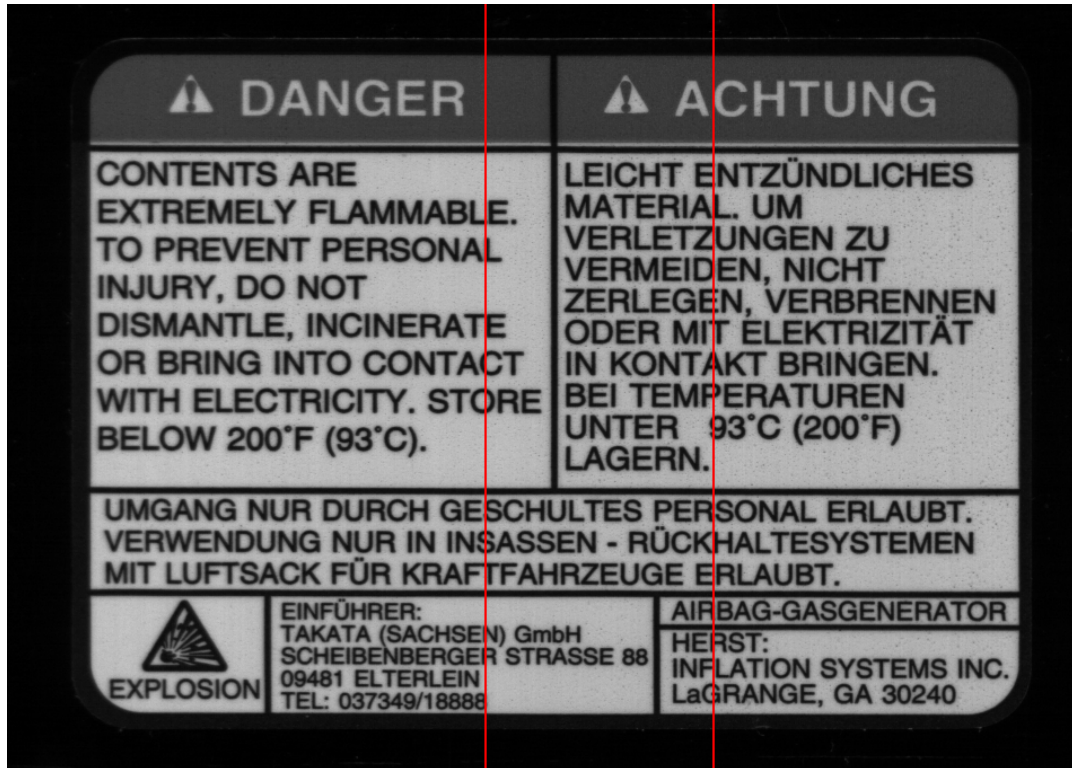 DANGER
CONTENTS ARE
EXTREMELY FLAMMABLE.
TO PREVENT PERSONAL
INJURY, DO NOT
DISMANTLE, INCINERATE
OR BRING INTO CONTACT
WITH ELECTRICITY. STORE
BELOW 200°F (93°C).
ACHTUNG
LEICHT ENTZÜNDLICHES
MATERIAL. UM
VERLETZUNGEN ZU
VERMEIDEN, NICHT
ZERLEGEN, VERBRENNEN
ODER MIT ELEKTRIZITÄT
IN KONTAKT BRINGEN.
BEI TEMPERATUREN
UNTER 93°C (200°F)
LAGERN.
UMGANG NUR DURCH GESCHULTES PERSONAL ERLAUBT.
VERWENDUNG NUR IN INSASSEN - RÜCKHALTESYSTEMEN
MIT LUFTSACK FÜR KRAFTFAHRZEUGE ERLAUBT.
EXPLOSION
EINFÜHRER:
TAKATA (SACHSEN) GmbH
SCHEIBENBERGER STRASSE 88
09481 ELTERLEIN
TEL: 037349/18888
AIRBAG-GASGENERATOR
HERST:
INFLATION SYSTEMS INC.
LaGRANGE, GA 30240